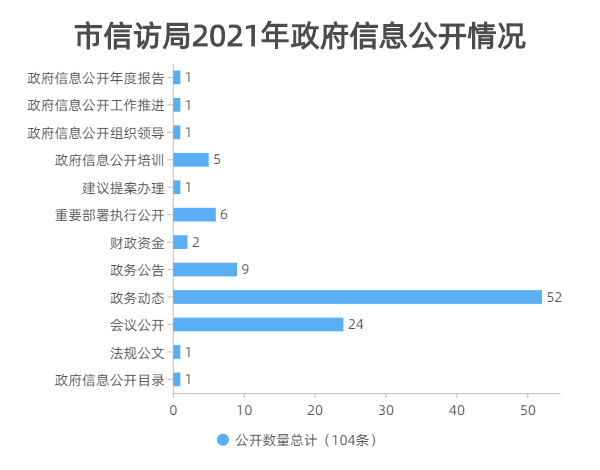 市信访局2021年政府信息公开情况
政府信息公开年度报告 1
政府信息公开工作推进 1
政府信息公开组织领导 1
政府信息公开培训 5
建议提案办理 1
重要部署执行公开 6
财政资金 2
政务公告 9
政务动态 52
会议公开 24
法规公文 1
政府信息公开目录 1
0 10 20 30 40 50
公开数量总计（104条）